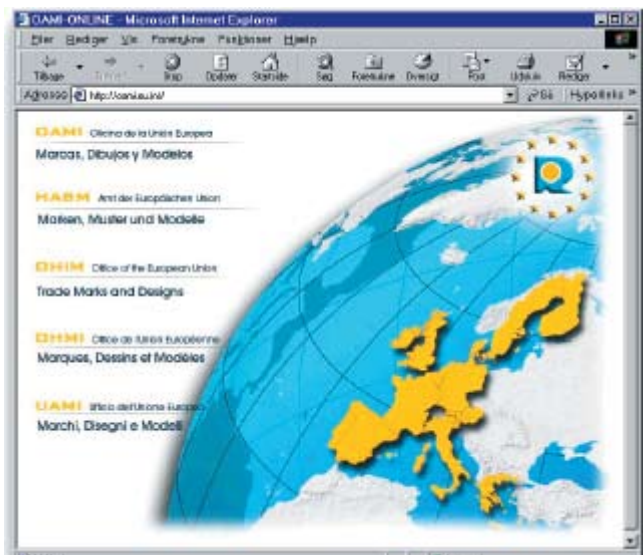 OAMI-ONLINE - Microsoft Internet Explorer
Filer Rediger Vis Foretrukne Funktioner Hjælp
Tilbage Stop Opdater Startside Søg Foretrukne Oversigt Post Udskriv Rediger
Adresse http://oami.eu.int/ Gå Hyperlinks »
OAMI Oficina de la Unión Europea
Marcas, Dibujos y Modelos
HABM Amt der Europäischen Union
Marken, Muster und Modelle
OHIM Office of the European Union
Trade Marks and Designs
OHMI Office de l'Union Européenne
Marques, Dessins et Modèles
UAMI Ufficio dell'Unione Europea
Marchi, Disegni e Modelli
R